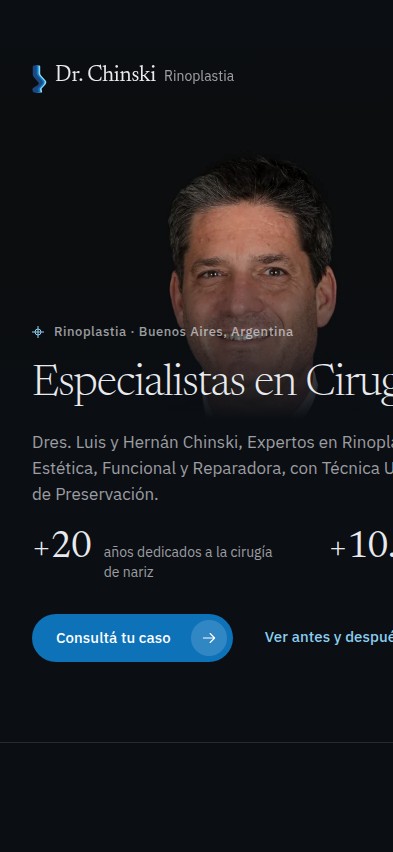 Dr. Chinski Rinoplastia
Rinoplastia · Buenos Aires, Argentina
Especialistas en Cirug
Dres. Luis y Hernán Chinski, Expertos en Rinopla
Estética, Funcional y Reparadora, con Técnica U
de Preservación.
+20 años dedicados a la cirugía
de nariz
+10.
Consultá tu caso
Ver antes y despué